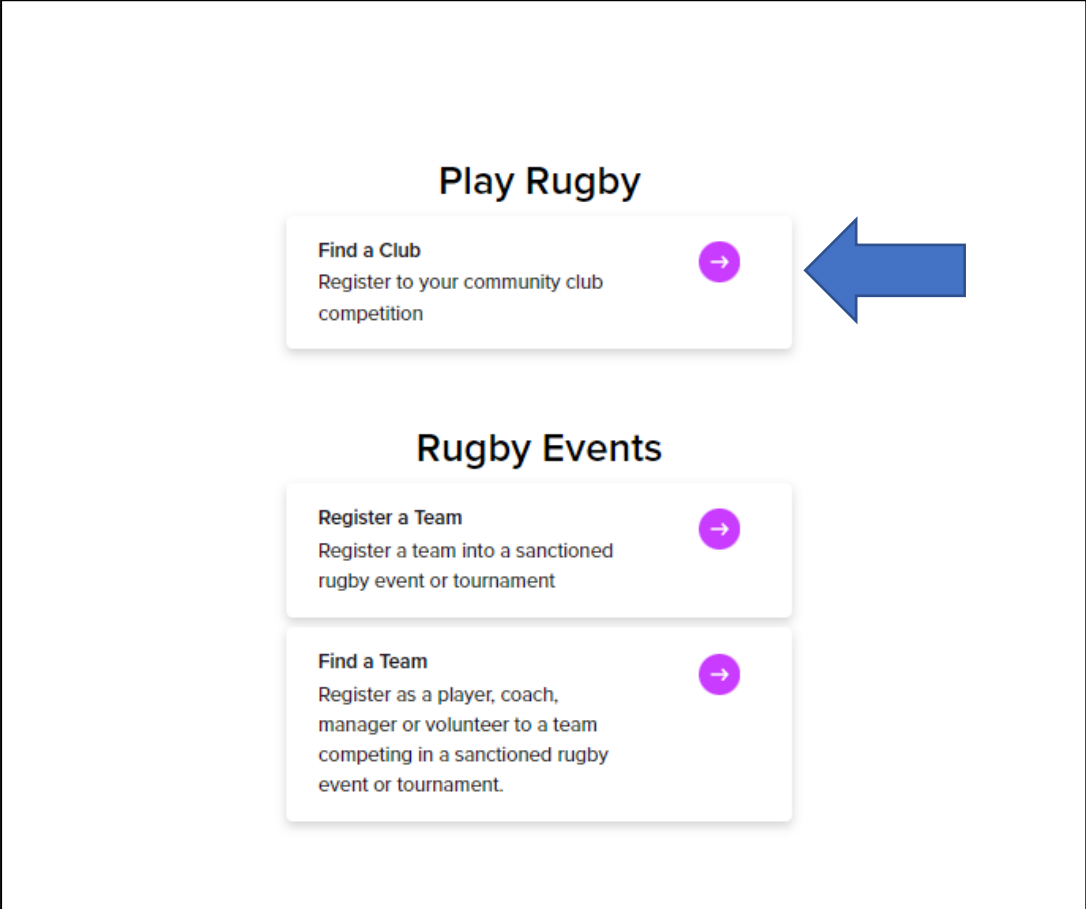 Play Rugby
Find a Club
Register to your community club
competition
Rugby Events
Register a Team
Register a team into a sanctioned
rugby event or tournament
Find a Team
Register as a player, coach,
manager or volunteer to a team
competing in a sanctioned rugby
event or tournament.